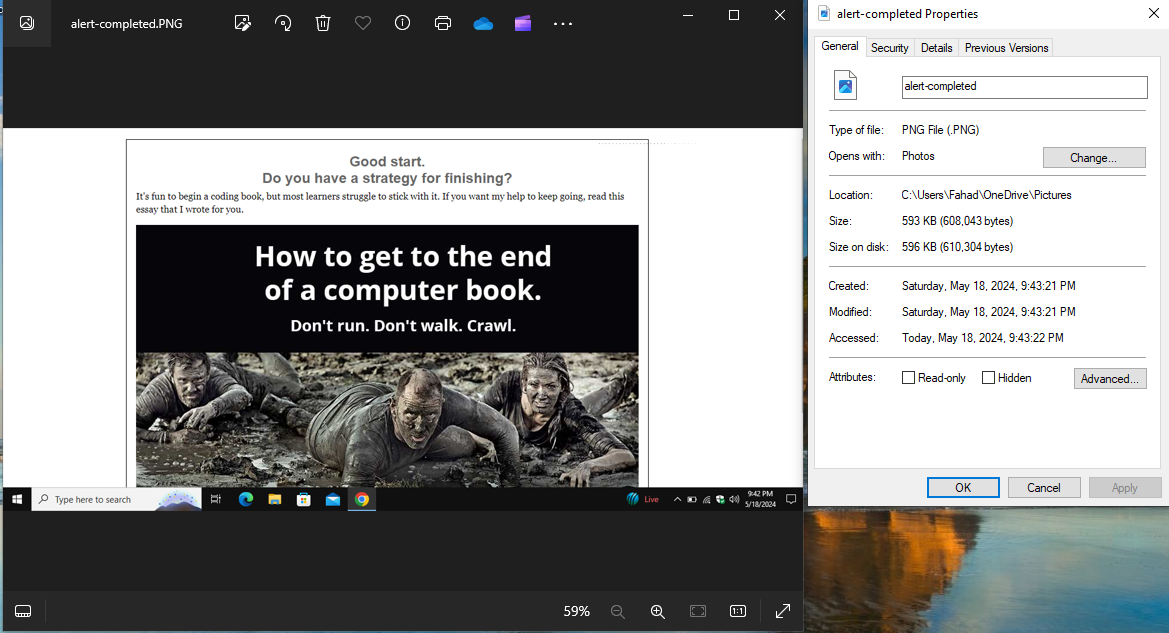 alert-completed.PNG
Good start.
Do you have a strategy for finishing?
It's fun to begin a coding book, but most learners struggle to stick with it. If you want my help to keep going, read this
essay that I wrote for you.
How to get to the end
of a computer book.
Don't run. Don't walk. Crawl.
Type here to search
Live
9:42 PM
5/18/2024
59%
1:1
alert-completed Properties
General Security Details Previous Versions
alert-completed
Type of file: PNG File (.PNG)
Opens with: Photos Change...
Location: C:\Users\Fahad\OneDrive\Pictures
Size: 593 KB (608,043 bytes)
Size on disk: 596 KB (610,304 bytes)
Created: Saturday, May 18, 2024, 9:43:21 PM
Modified: Saturday, May 18, 2024, 9:43:21 PM
Accessed: Today, May 18, 2024, 9:43:22 PM
Attributes: Read-only Hidden Advanced...
OK Cancel Apply